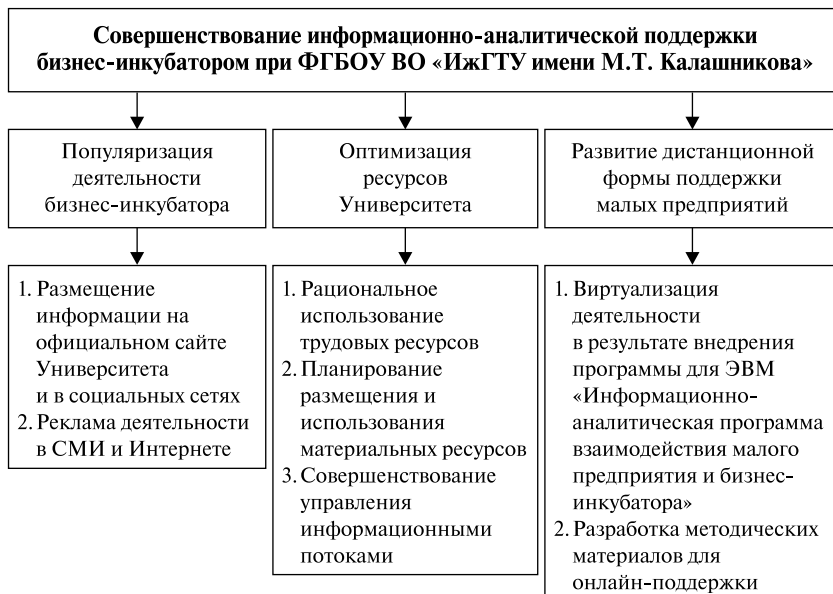 Совершенствование информационно-аналитической поддержки
бизнес-инкубатором при ФГБОУ ВО «ИжГТУ имени М.Т. Калашникова»
Популяризация
деятельности
бизнес-инкубатора
Оптимизация
ресурсов
Университета
Развитие дистанционной
формы поддержки
малых предприятий
1. Размещение
информации на
официальном сайте
Университета
и в социальных сетях
2. Реклама деятельности
в СМИ и Интернете
1. Рациональное
использование
трудовых ресурсов
2. Планирование
размещения и
использования
материальных ресурсов
3. Совершенствование
управления
информационными
потоками
1. Виртуализация
деятельности
в результате внедрения
программы для ЭВМ
«Информационно-
аналитическая программа
взаимодействия малого
предприятия и бизнес-
инкубатора»
2. Разработка методических
материалов для
онлайн-поддержки